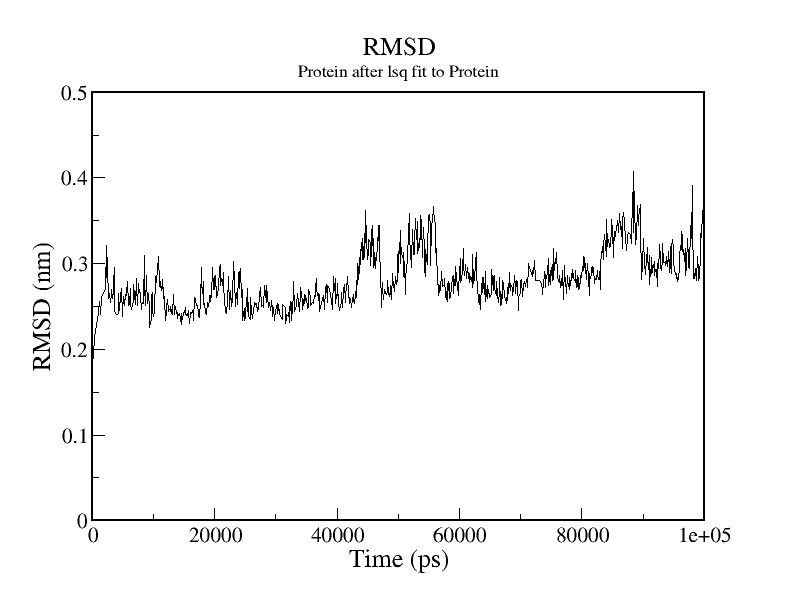 RMSD
Protein after lsq fit to Protein
0.5
0.4
0.3
0.2
0.1
0
RMSD (nm)
0 20000 40000 60000 80000 1e+05
Time (ps)